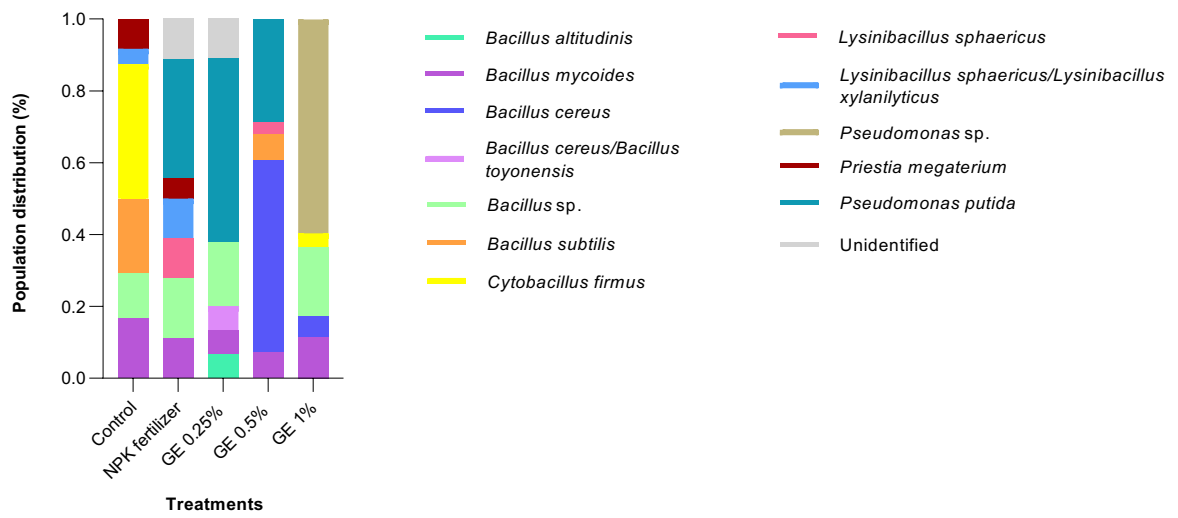 Population distribution (%)
1.0
0.8
0.6
0.4
0.2
0.0
Control
NPK fertilizer
GE 0.25%
GE 0.5%
GE 1%
Treatments
Bacillus altitudinis
Bacillus mycoides
Bacillus cereus
Bacillus cereus/Bacillus
toyonensis
Bacillus sp.
Bacillus subtilis
Cytobacillus firmus
Lysinibacillus sphaericus
Lysinibacillus sphaericus/Lysinibacillus
xylanilyticus
Pseudomonas sp.
Priestia megaterium
Pseudomonas putida
Unidentified